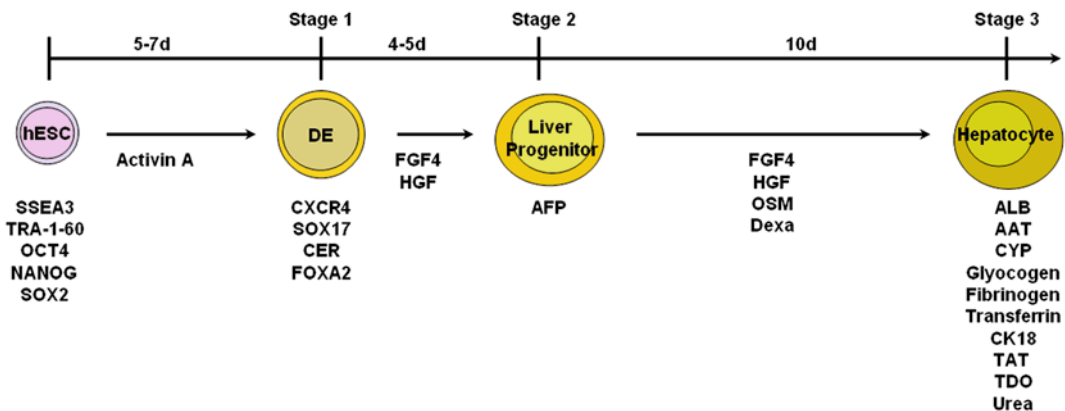 Stage 1
Stage 2
Stage 3
5-7d
4-5d
10d
hESC
DE
Liver
Progenitor
Hepatocyte
Activin A
FGF4
HGF
FGF4
HGF
OSM
Dexa
SSEA3
TRA-1-60
OCT4
NANOG
SOX2
CXCR4
SOX17
CER
FOXA2
AFP
ALB
AAT
CYP
Glyocogen
Fibrinogen
Transferrin
CK18
TAT
TDO
Urea